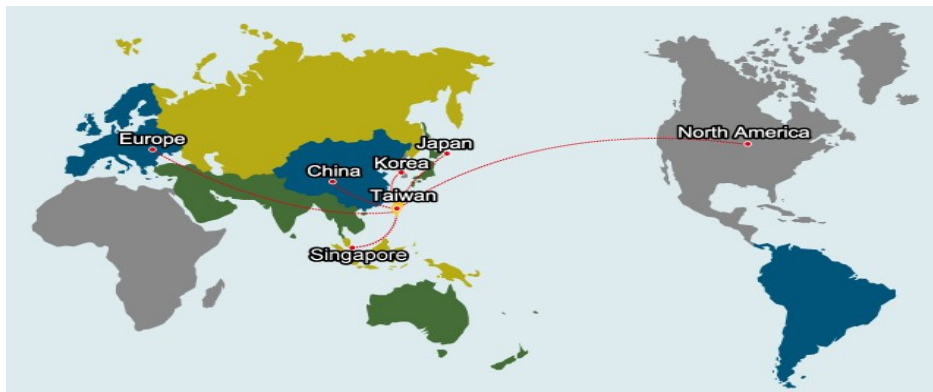 North America
Europe
Japan
Korea
China
Taiwan
Singapore